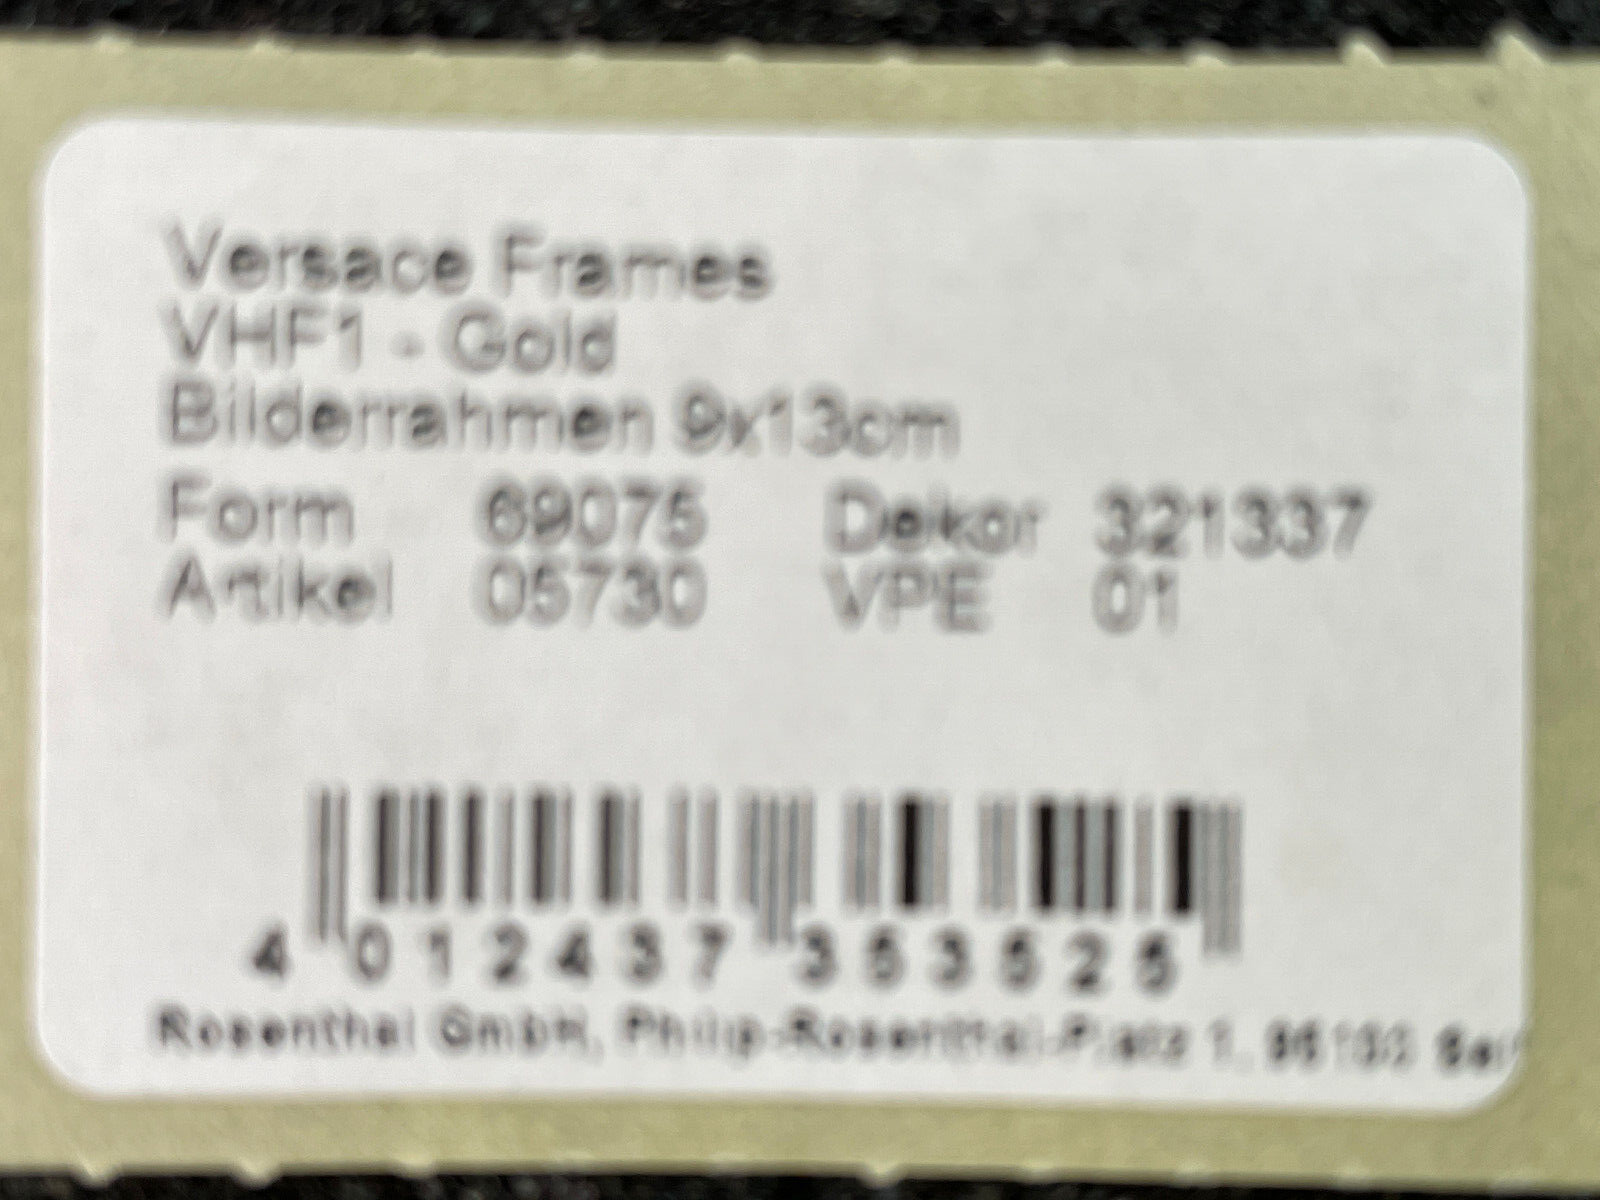 Versace Frames
VHF1 - Gold
Bilderrahmen 9x13cm
Form 69075 Dekor 321337
Artikel 05730 VPE 01
4 012437 353525
Rosenthal GmbH, Philip-Rosenthal-Platz 1,